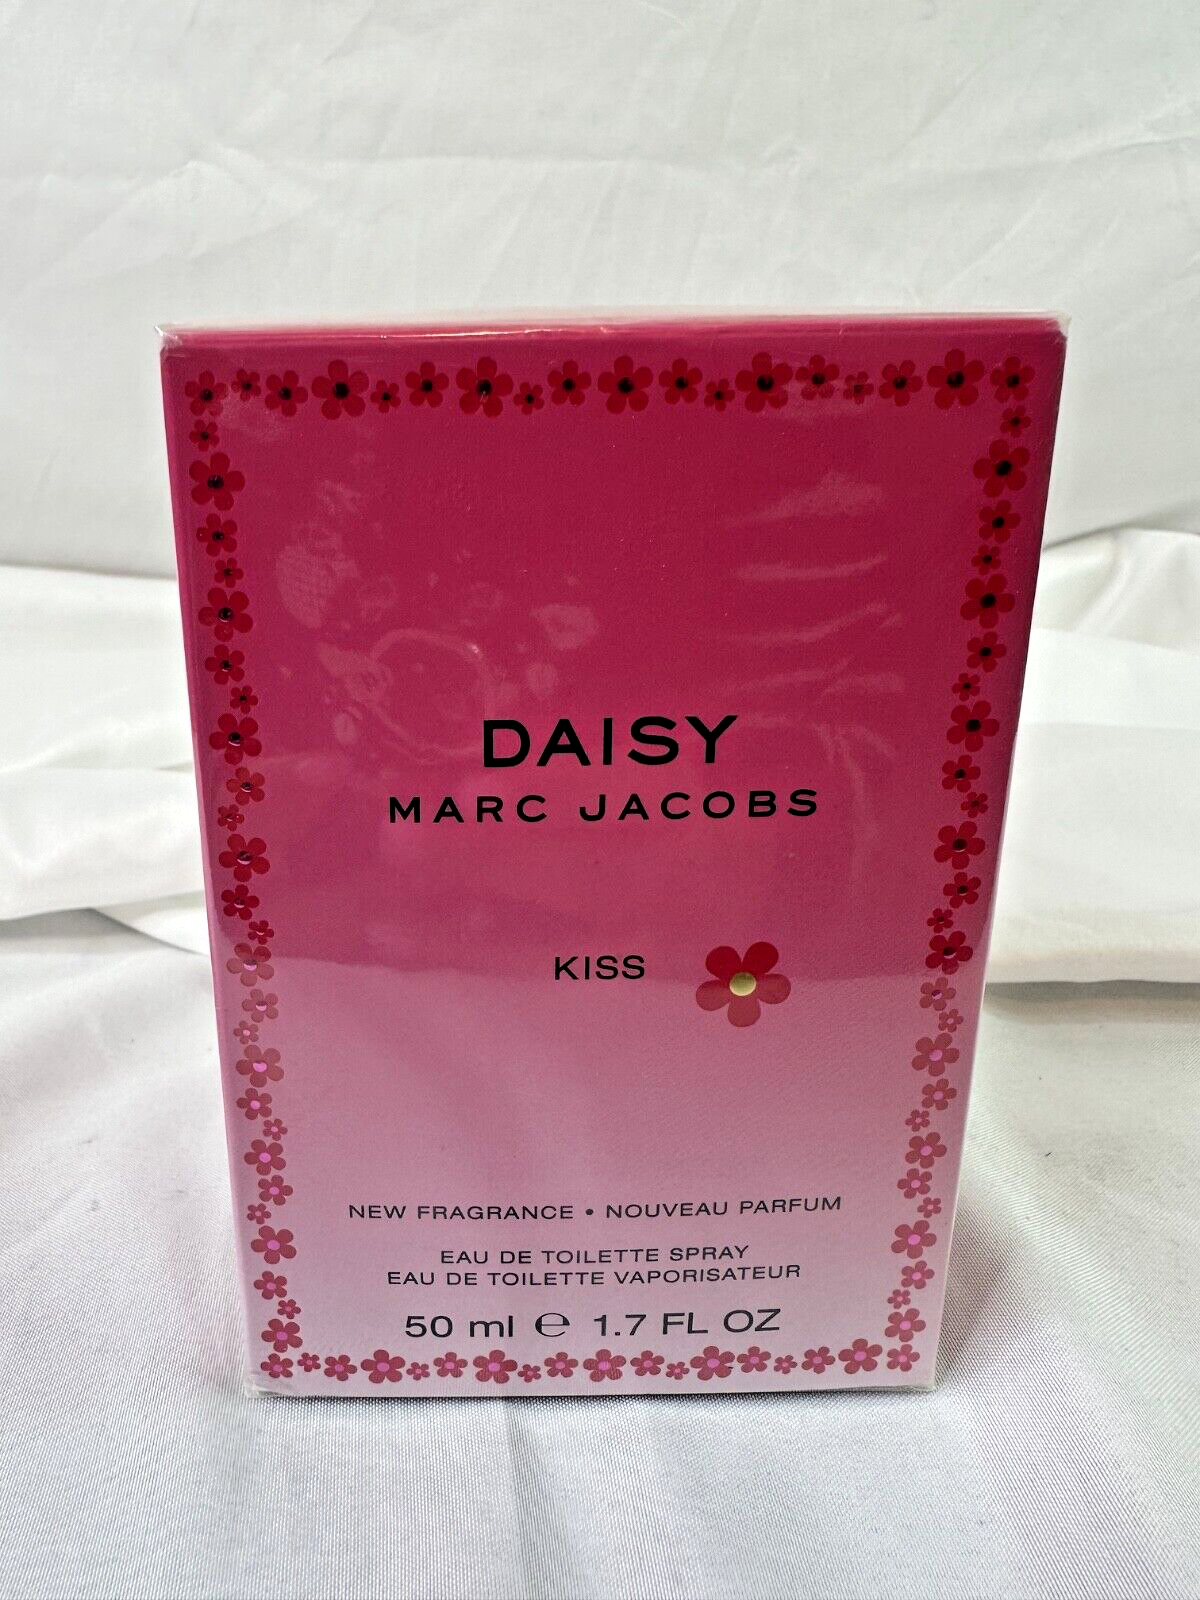 DAISY
MARC JACOBS
KISS
NEW FRAGRANCE • NOUVEAU PARFUM
EAU DE TOILETTE SPRAY
EAU DE TOILETTE VAPORISATEUR
50 ml ℮ 1.7 FL OZ